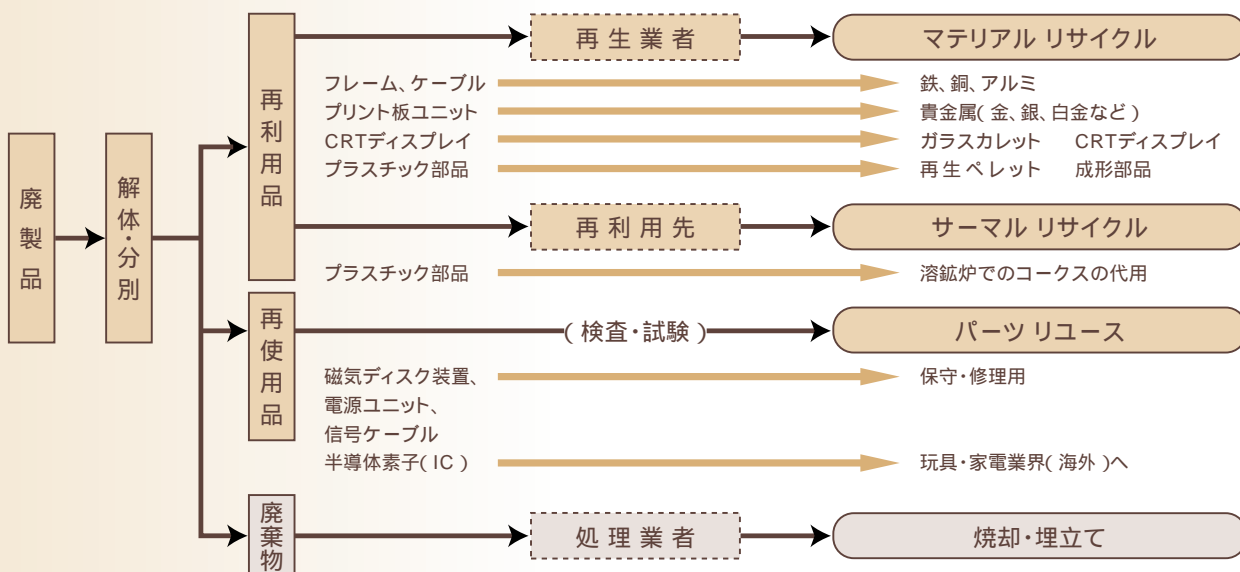 廃製品
解体・分別
再利用品
再生業者
マテリアル リサイクル
フレーム、ケーブル
鉄、銅、アルミ
プリント板ユニット
貴金属(金、銀、白金など)
CRTディスプレイ
ガラスカレット CRTディスプレイ
プラスチック部品
再生ペレット 成形部品
再利用先
サーマル リサイクル
プラスチック部品
溶鉱炉でのコークスの代用
再使用品
(検査・試験)
パーツ リユース
磁気ディスク装置、
保守・修理用
電源ユニット、
信号ケーブル
半導体素子(IC)
玩具・家電業界(海外)へ
廃棄物
処理業者
焼却・埋立て